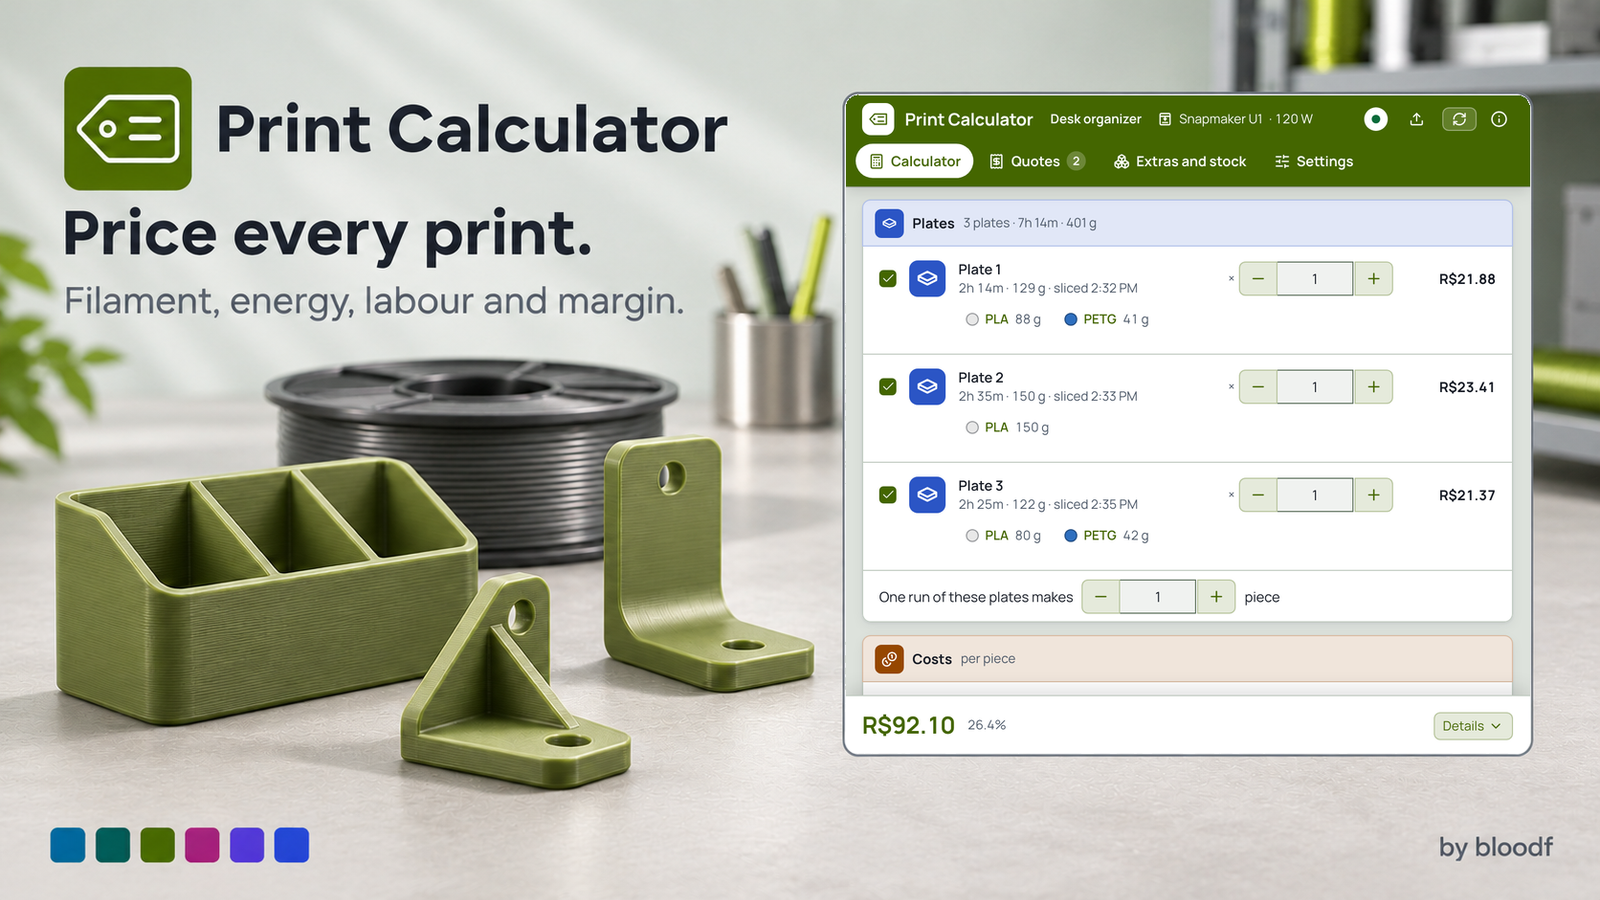 Print Calculator
Price every print.
Filament, energy, labour and margin.
Print Calculator Desk organizer Snapmaker U1 · 120 W
Calculator Quotes 2 Extras and stock Settings
Plates 3 plates · 7h 14m · 401 g
Plate 1
2h 14m · 129 g · sliced 2:32 PM
× − 1 + R$21.88
PLA 88 g PETG 41 g
Plate 2
2h 35m · 150 g · sliced 2:33 PM
× − 1 + R$23.41
PLA 150 g
Plate 3
2h 25m · 122 g · sliced 2:35 PM
× − 1 + R$21.37
PLA 80 g PETG 42 g
One run of these plates makes − 1 + piece
Costs per piece
R$92.10 26.4% Details
by bloodf